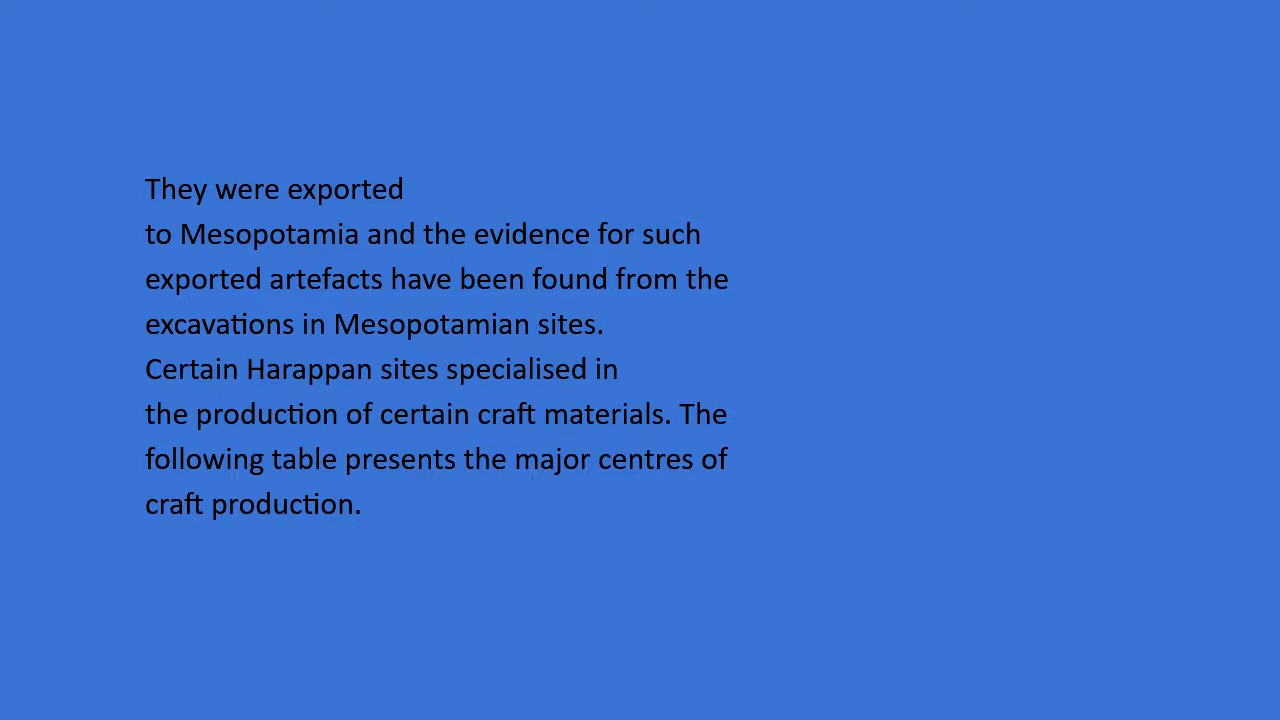 They were exported
to Mesopotamia and the evidence for such
exported artefacts have been found from the
excavations in Mesopotamian sites.
Certain Harappan sites specialised in
the production of certain craft materials. The
following table presents the major centres of
craft production.